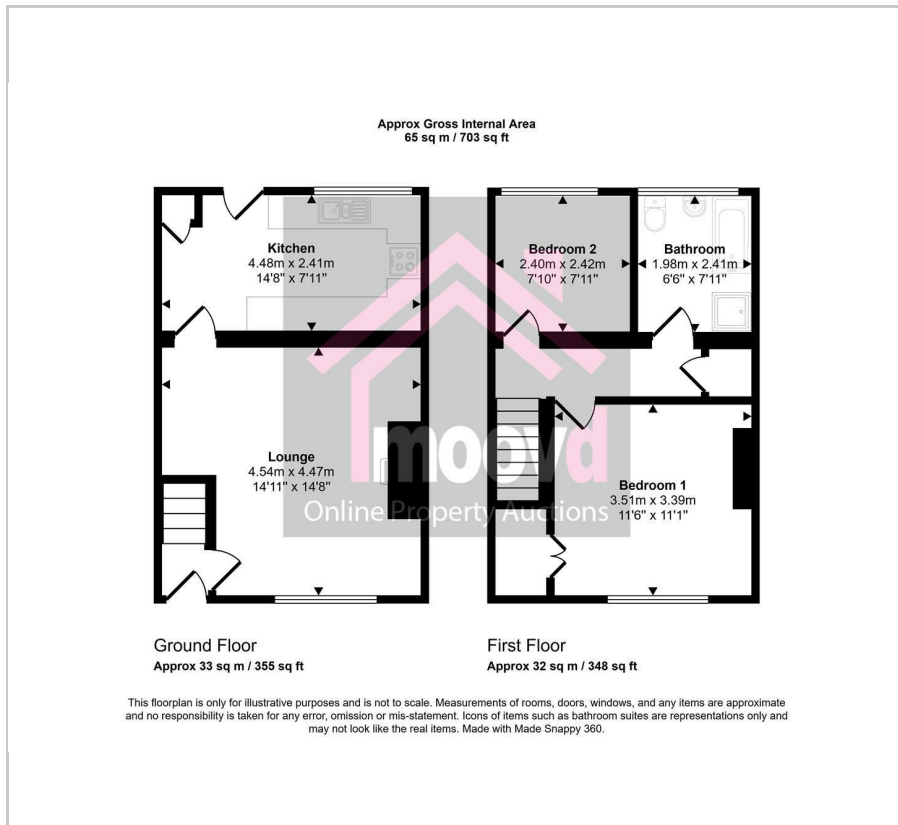 Approx Gross Internal Area
65 sq m / 703 sq ft
Kitchen
4.48m x 2.41m
14'8" x 7'11"
Lounge
4.54m x 4.47m
14'11" x 14'8"
Bedroom 2
2.40m x 2.42m
7'10" x 7'11"
Bathroom
1.98m x 2.41m
6'6" x 7'11"
Bedroom 1
3.51m x 3.39m
11'6" x 11'1"
moovd
Online Property Auctions
Ground Floor
Approx 33 sq m / 355 sq ft
First Floor
Approx 32 sq m / 348 sq ft
This floorplan is only for illustrative purposes and is not to scale. Measurements of rooms, doors, windows, and any items are approximate
and no responsibility is taken for any error, omission or mis-statement. Icons of items such as bathroom suites are representations only and
may not look like the real items. Made with Made Snappy 360.